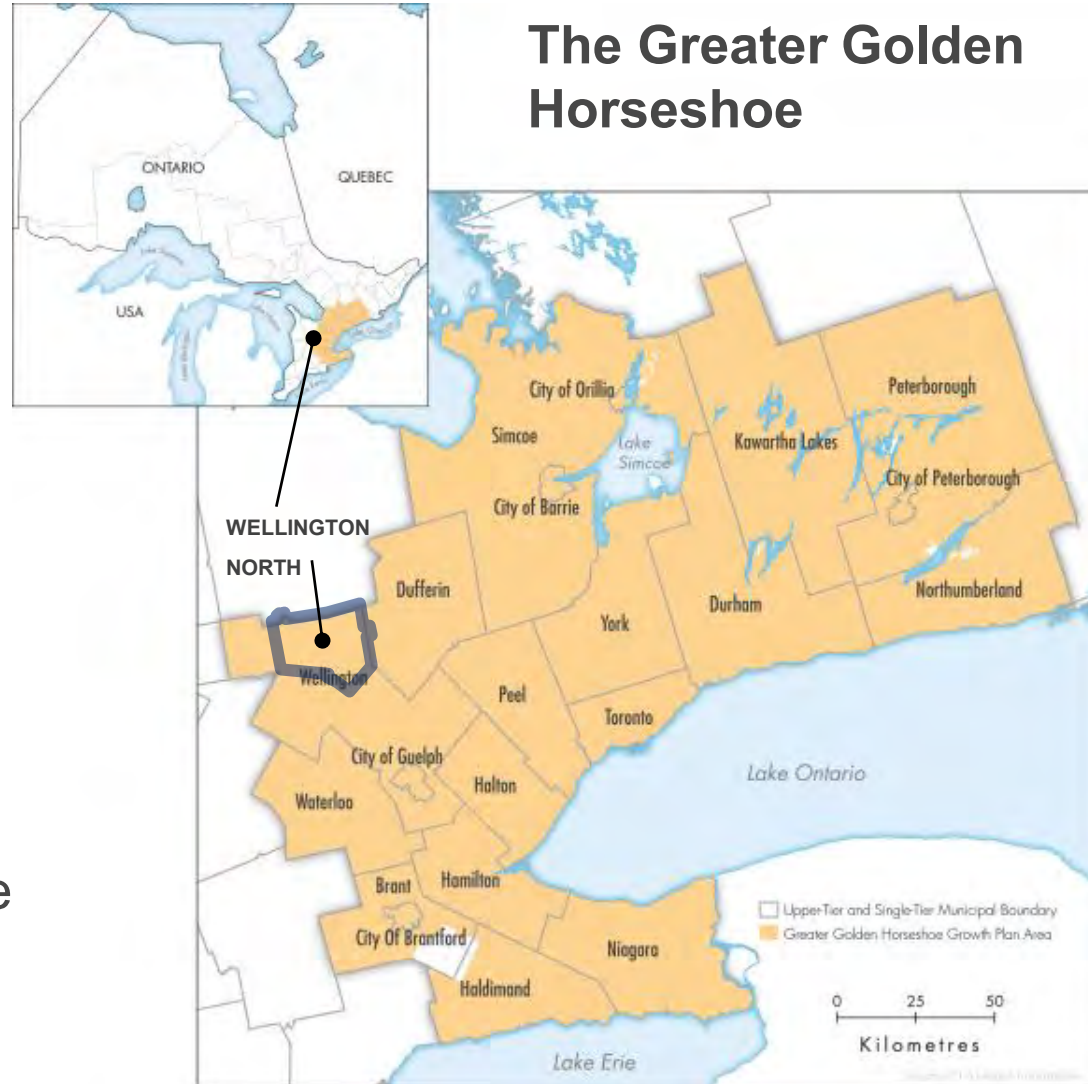 The Greater Golden
Horseshoe
ONTARIO
QUEBEC
USA
WELLINGTON
NORTH
City of Orillia
Simcoe
Lake
Simcoe
City of Barrie
Kawartha Lakes
Peterborough
City of Peterborough
Northumberland
Dufferin
Durham
York
Wellington
Peel
Toronto
City of Guelph
Halton
Waterloo
Lake Ontario
Brant
Hamilton
City Of Brantford
Niagara
Haldimand
Lake Erie
e
Upper-Tier and Single-Tier Municipal Boundary
Greater Golden Horseshoe Growth Plan Area
0 25 50
Kilometres